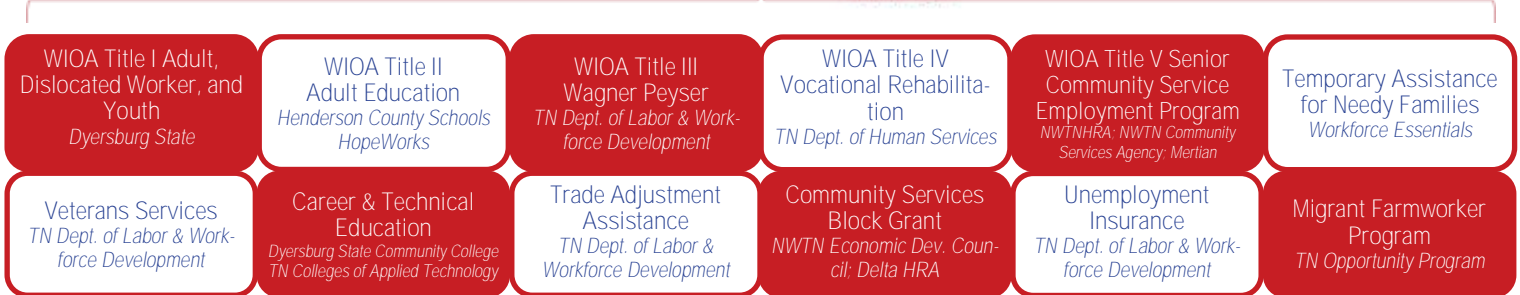 WIOA Title I Adult,
Dislocated Worker, and
Youth
Dyersburg State
WIOA Title II
Adult Education
Henderson County Schools
HopeWorks
WIOA Title III
Wagner Peyser
TN Dept. of Labor & Work-
force Development
WIOA Title IV
Vocational Rehabilita-
tion
TN Dept. of Human Services
WIOA Title V Senior
Community Service
Employment Program
NWTNHRA; NWTN Community
Services Agency; Mertian
Temporary Assistance
for Needy Families
Workforce Essentials
Veterans Services
TN Dept. of Labor & Work-
force Development
Career & Technical
Education
Dyersburg State Community College
TN Colleges of Applied Technology
Trade Adjustment
Assistance
TN Dept. of Labor &
Workforce Development
Community Services
Block Grant
NWTN Economic Dev. Coun-
cil; Delta HRA
Unemployment
Insurance
TN Dept. of Labor & Work-
force Development
Migrant Farmworker
Program
TN Opportunity Program